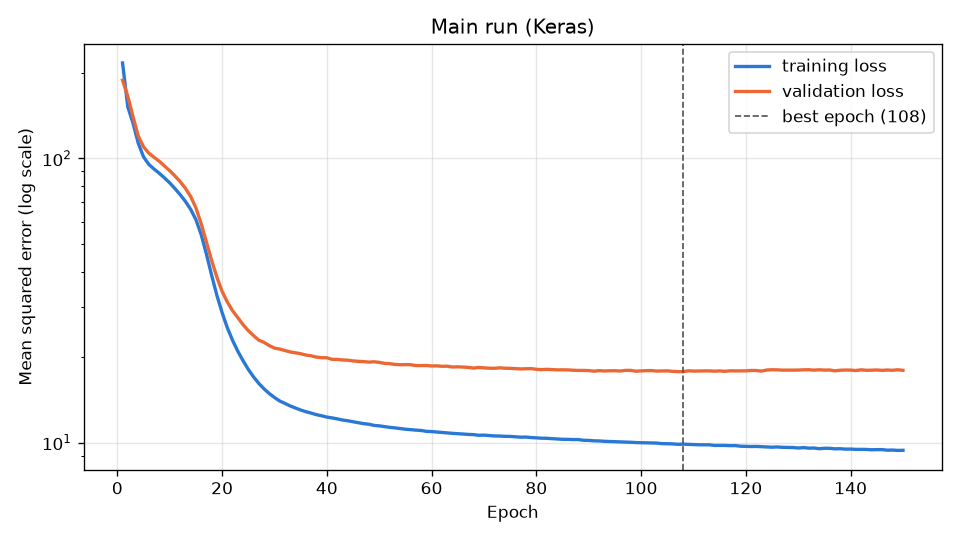 Main run (Keras)
training loss
validation loss
best epoch (108)
Mean squared error (log scale)
10²
10¹
0 20 40 60 80 100 120 140
Epoch